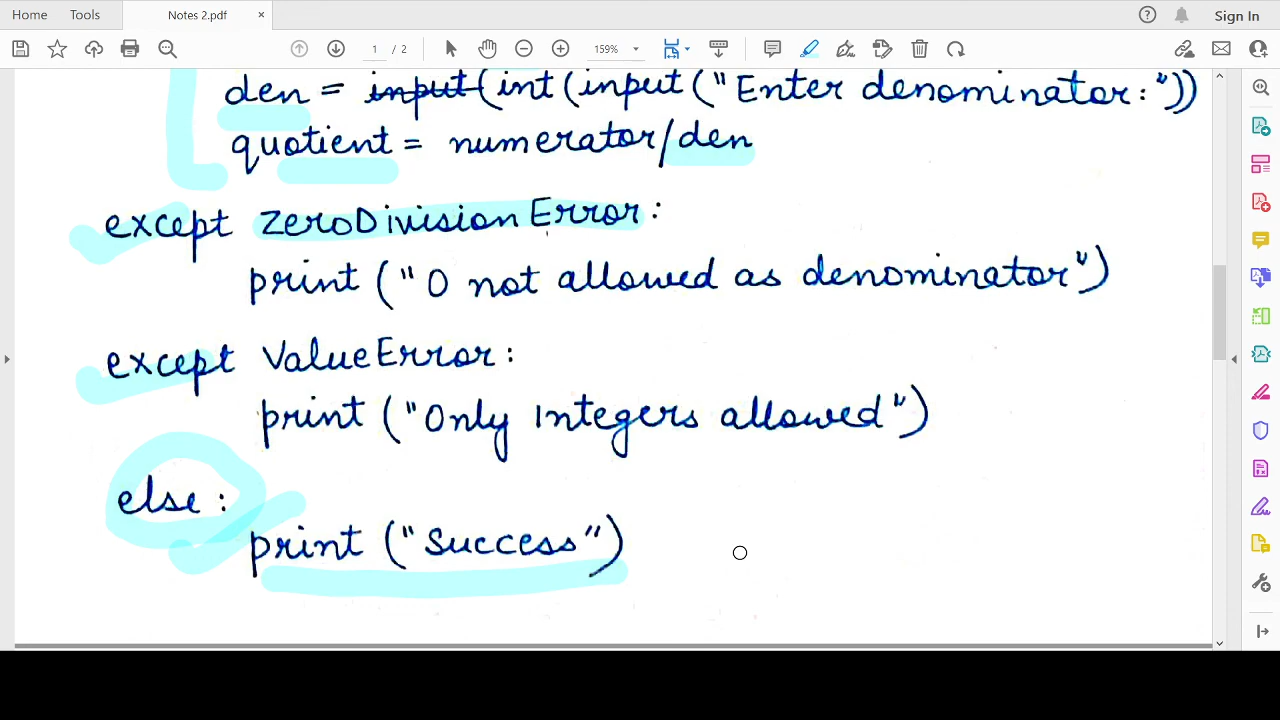 Home Tools Notes 2.pdf × Sign In
1 / 2 159%
den = input(int(input("Enter denominator:"))
quotient = numerator/den
except zeroDivisionError:
print ("0 not allowed as denominator")
except ValueError:
print ("Only Integers allowed")
else:
print ("Success")